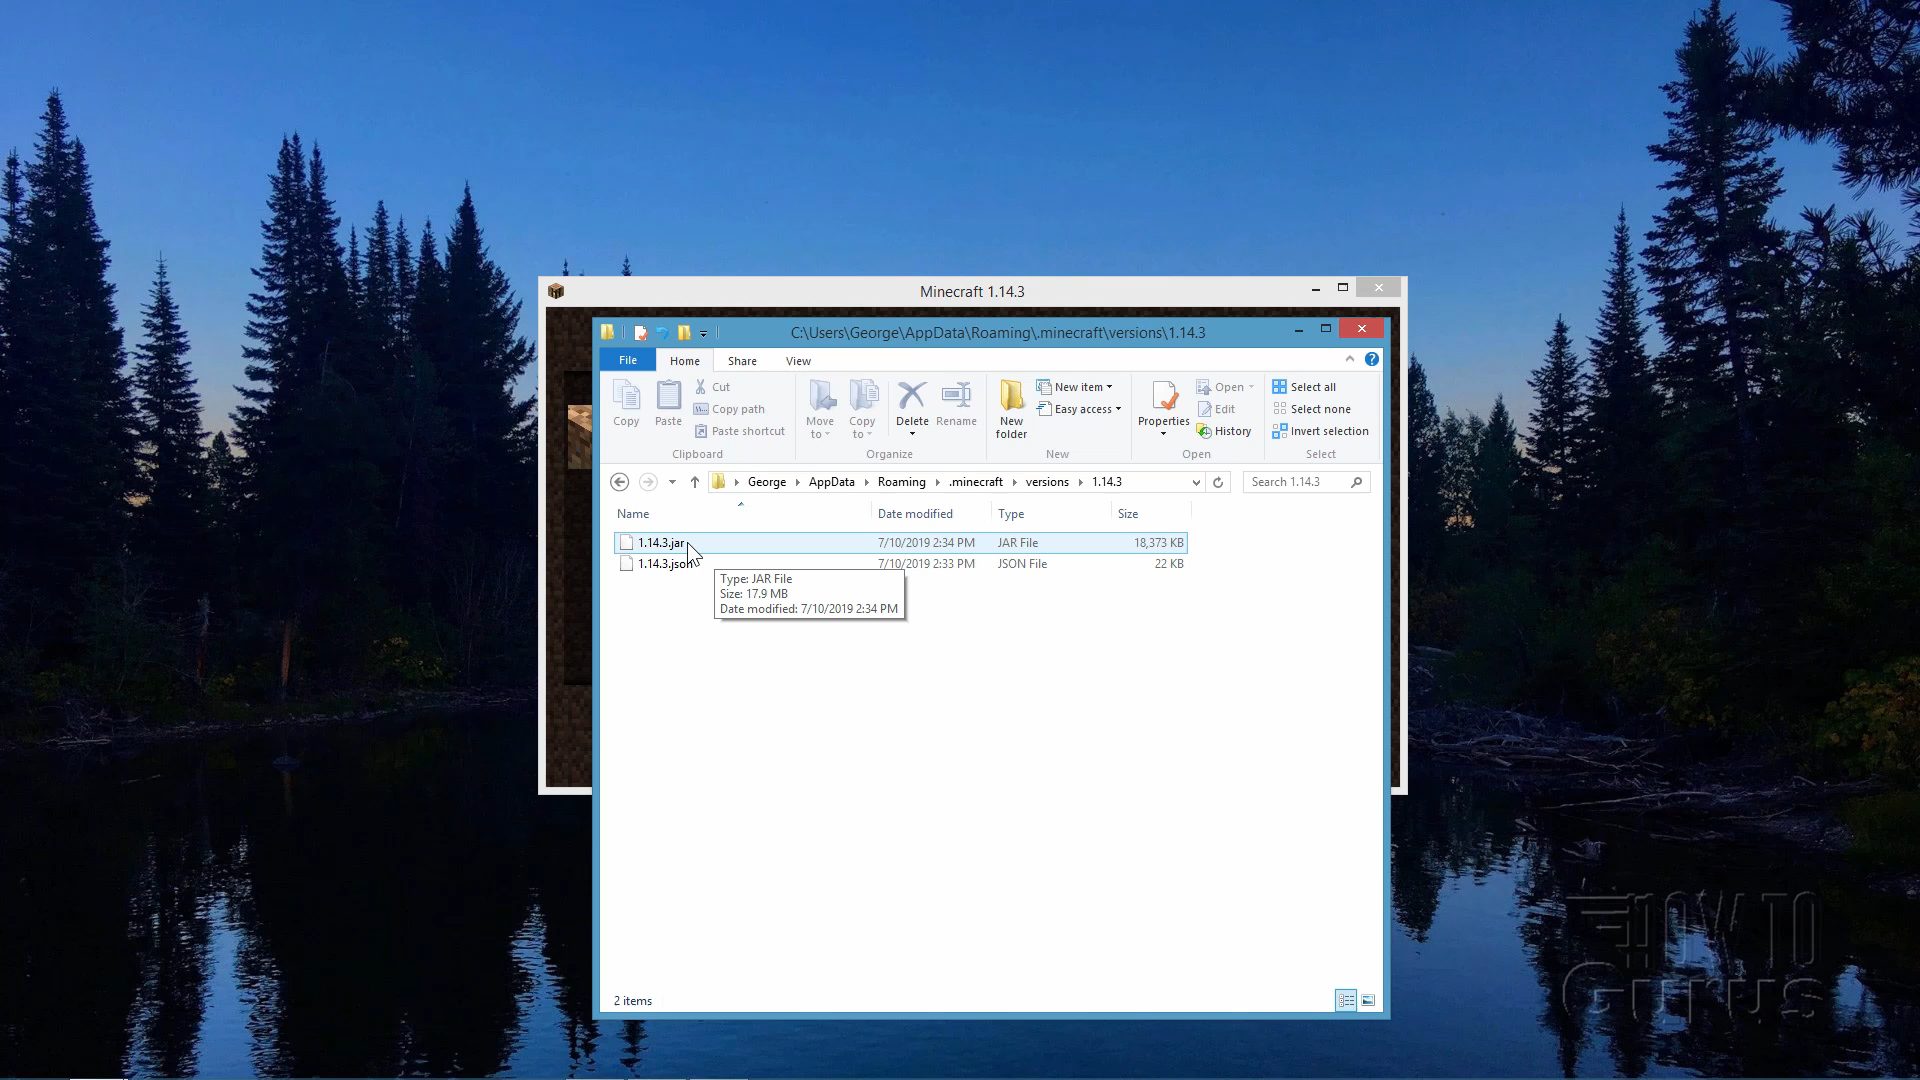 Minecraft 1.14.3
C:\Users\George\AppData\Roaming\.minecraft\versions\1.14.3
File Home Share View
Copy
Paste
Cut
Copy path
Paste shortcut
Clipboard
Move to
Copy to
Delete
Rename
Organize
New folder
New item
Easy access
New
Properties
Open
Edit
History
Open
Select all
Select none
Invert selection
Select
George AppData Roaming .minecraft versions 1.14.3
Search 1.14.3
Name Date modified Type Size
1.14.3.jar 7/10/2019 2:34 PM JAR File 18,373 KB
1.14.3.json 7/10/2019 2:33 PM JSON File 22 KB
Type: JAR File
Size: 17.9 MB
Date modified: 7/10/2019 2:34 PM
2 items
HOW TO
Gurus